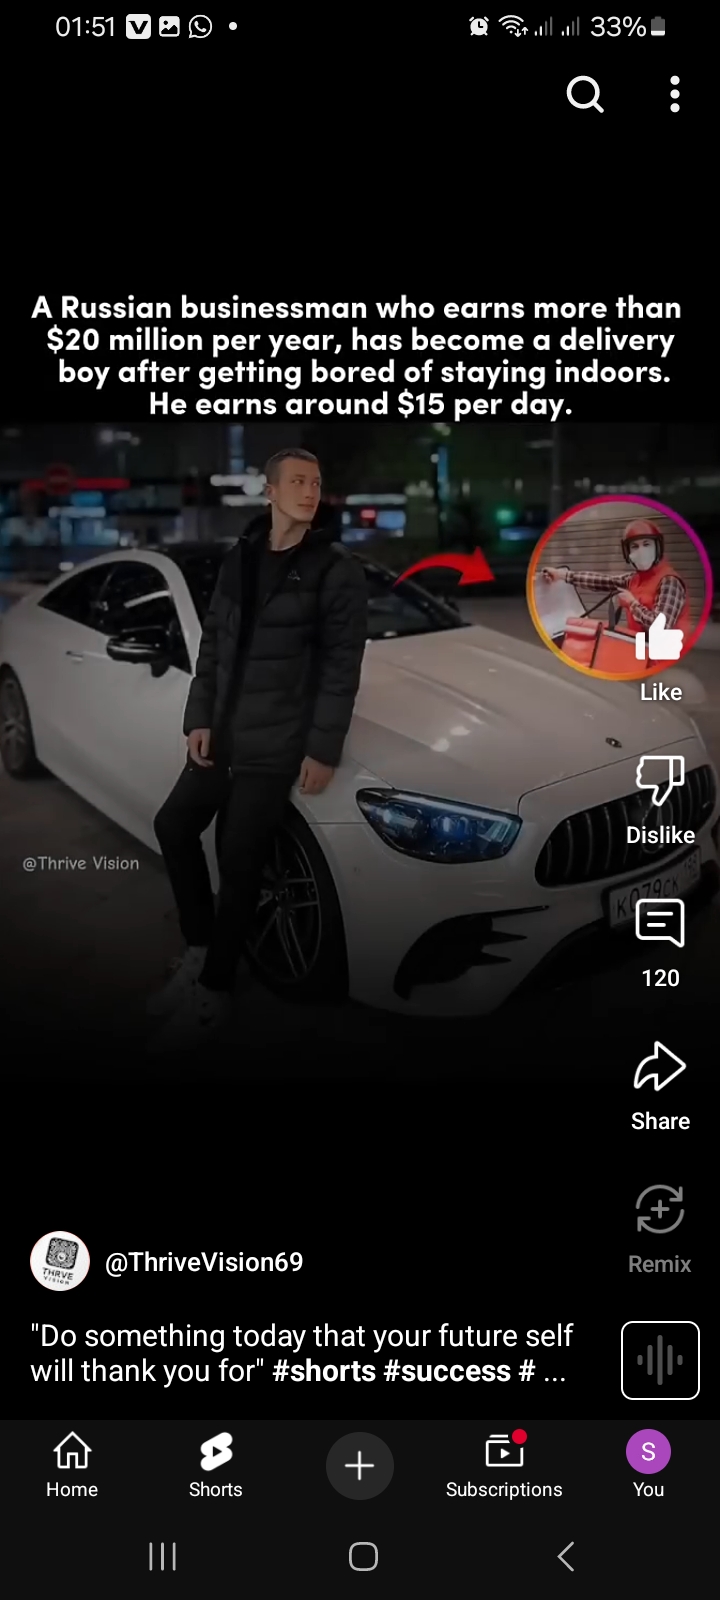 01:51
33%
A Russian businessman who earns more than
$20 million per year, has become a delivery
boy after getting bored of staying indoors.
He earns around $15 per day.
Like
Dislike
@Thrive Vision
120
Share
Remix
THRVE
VISION
@ThriveVision69
"Do something today that your future self
will thank you for" #shorts #success # ...
Home
Shorts
Subscriptions
S
You